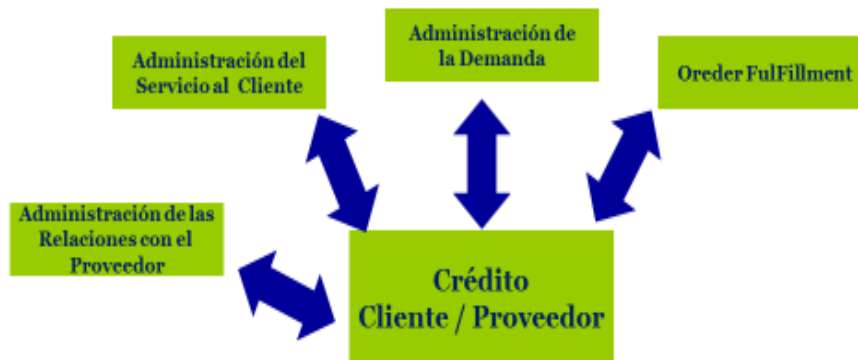 Administración del
Servicio al Cliente
Administración de
la Demanda
Oreder FulFillment
Administración de las
Relaciones con el
Proveedor
Crédito
Cliente / Proveedor